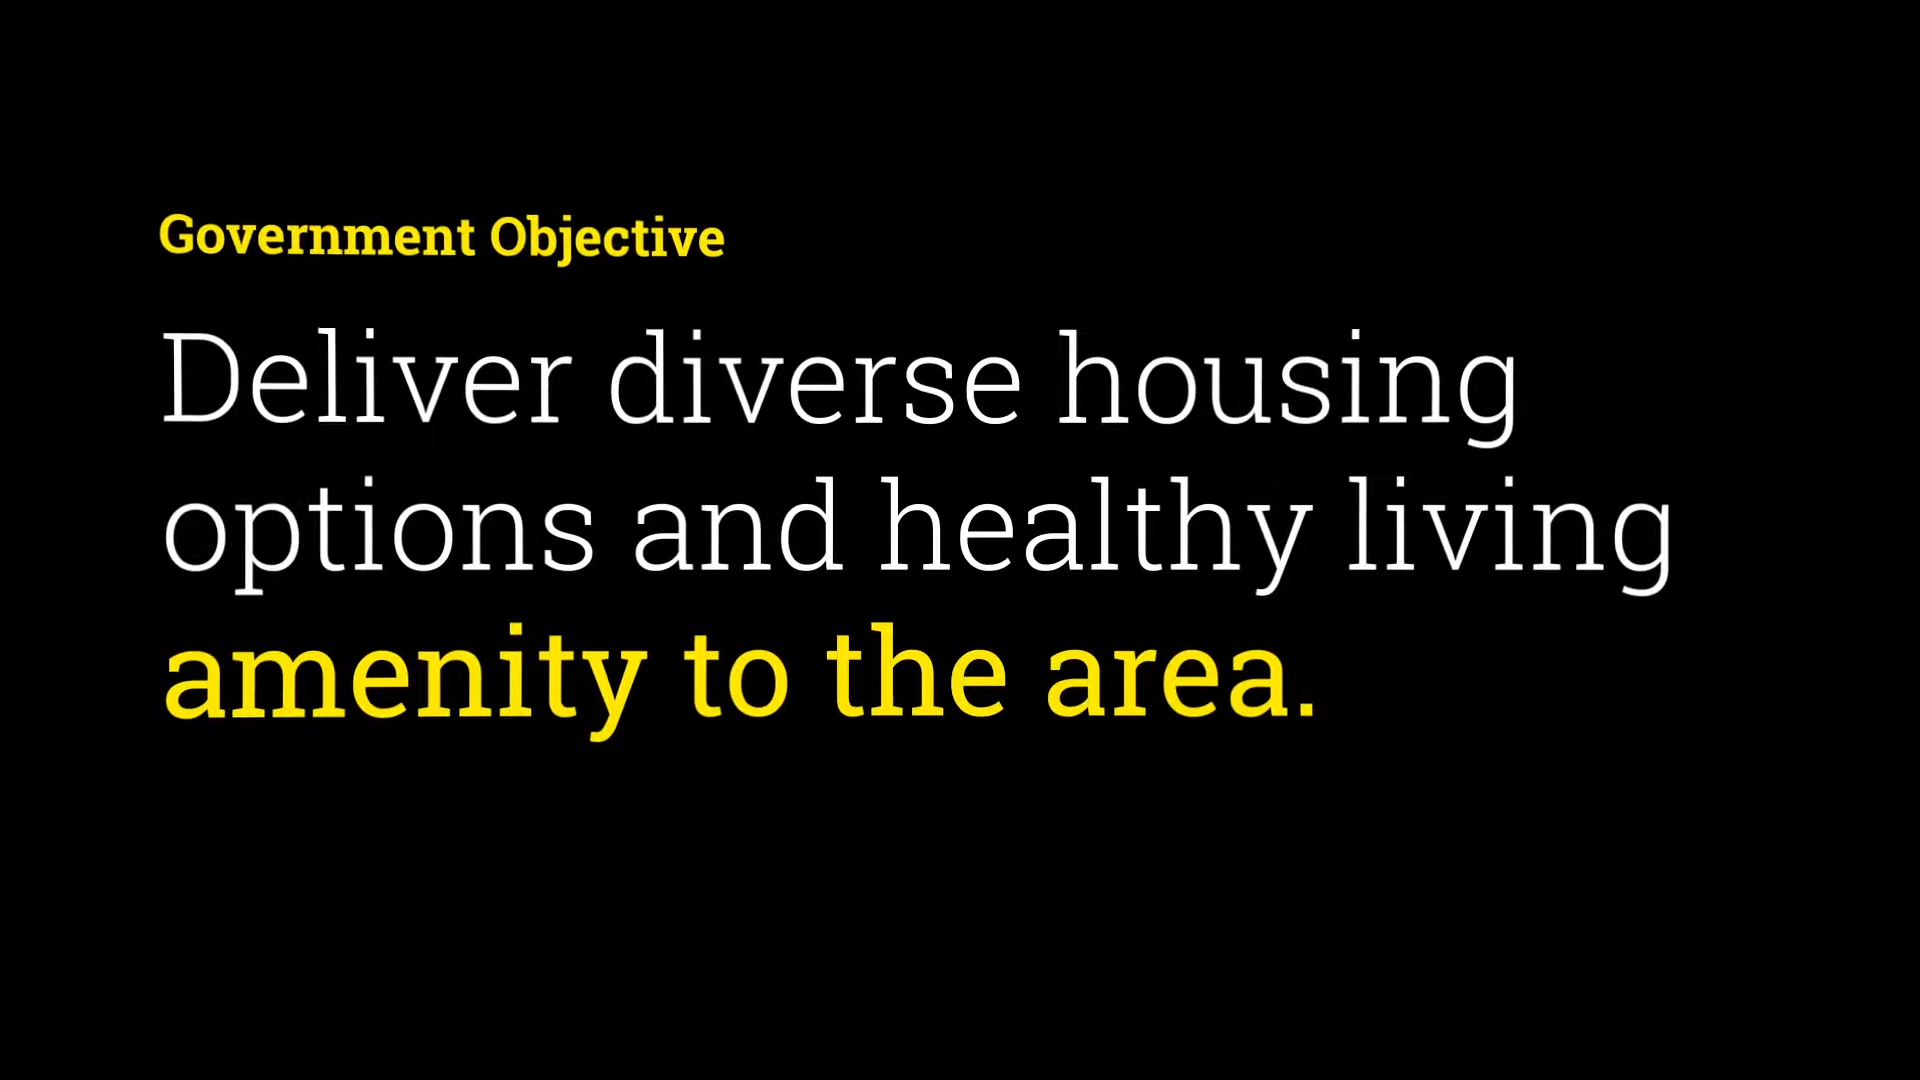 Government Objective
Deliver diverse housing
options and healthy living
amenity to the area.